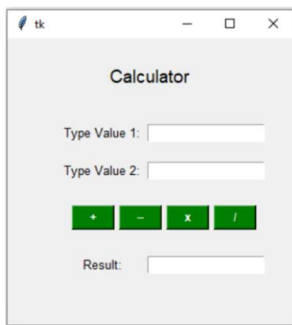 tk
Calculator
Type Value 1:
Type Value 2:
+ – x /
Result: